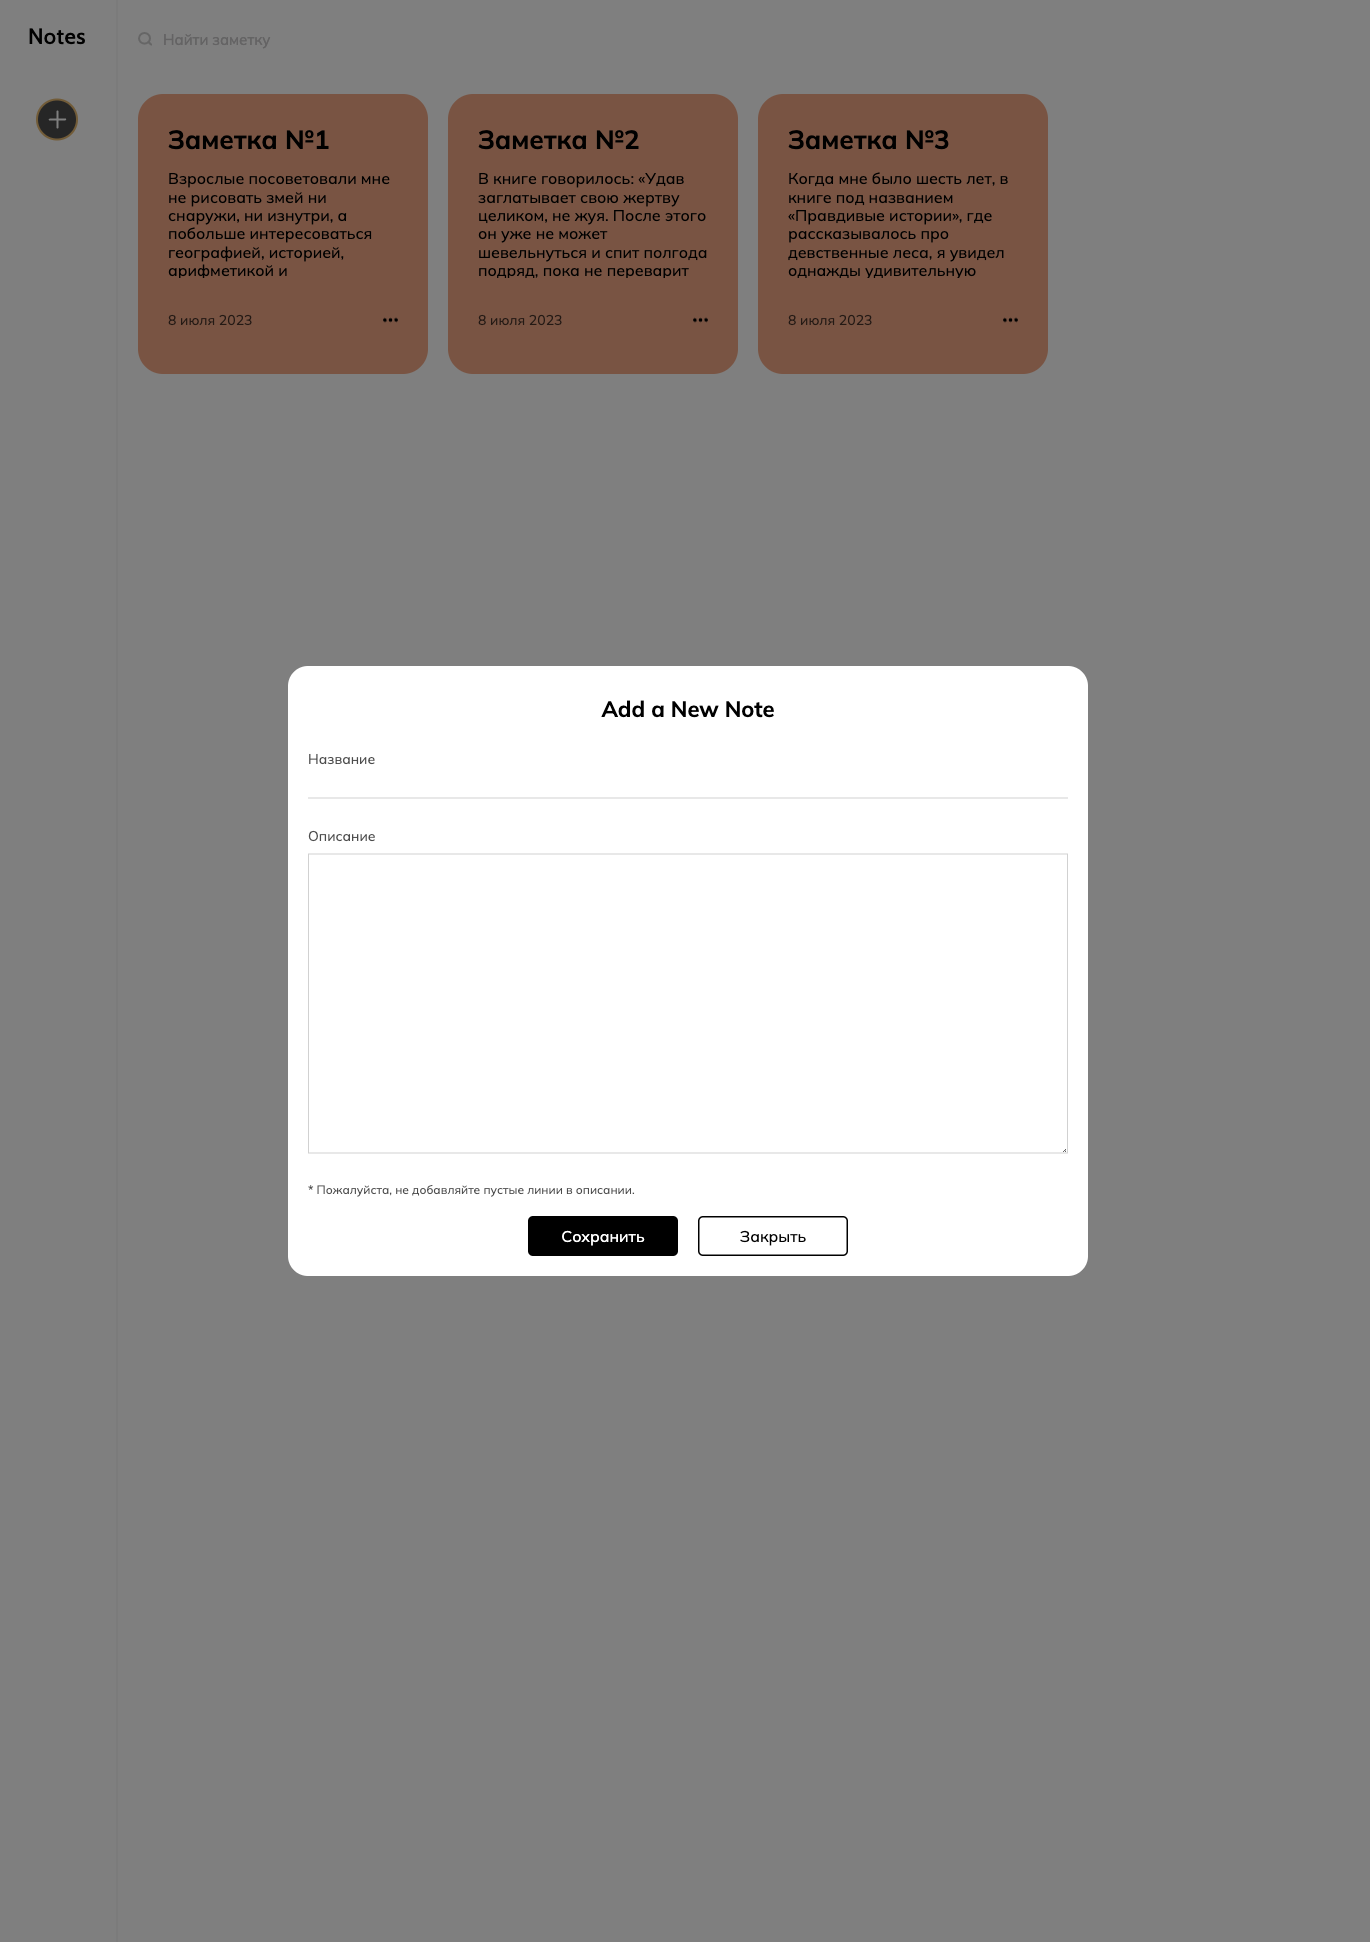 Notes
Найти заметку
Заметка №1
Взрослые посоветовали мне
не рисовать змей ни
снаружи, ни изнутри, а
побольше интересоваться
географией, историей,
арифметикой и
8 июля 2023
Заметка №2
В книге говорилось: «Удав
заглатывает свою жертву
целиком, не жуя. После этого
он уже не может
шевельнуться и спит полгода
подряд, пока не переварит
8 июля 2023
Заметка №3
Когда мне было шесть лет, в
книге под названием
«Правдивые истории», где
рассказывалось про
девственные леса, я увидел
однажды удивительную
8 июля 2023
Add a New Note
Название
Описание
* Пожалуйста, не добавляйте пустые линии в описании.
Сохранить
Закрыть